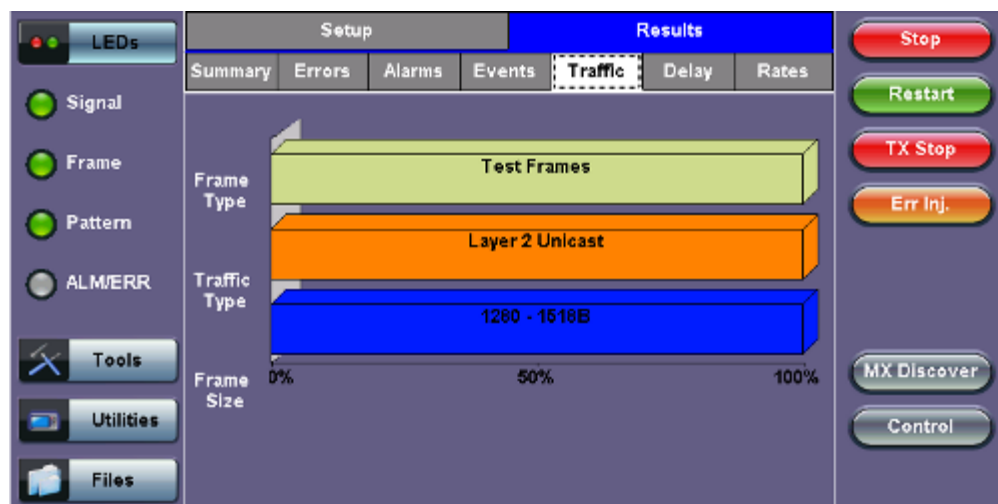 LEDs
Signal
Frame
Pattern
ALM/ERR
Tools
Utilities
Files
Setup
Results
Summary
Errors
Alarms
Events
Traffic
Delay
Rates
Frame
Type
Test Frames
Traffic
Type
Layer 2 Unicast
Frame
Size
1280 - 1518B
0%
50%
100%
Stop
Restart
TX Stop
Err Inj.
MX Discover
Control